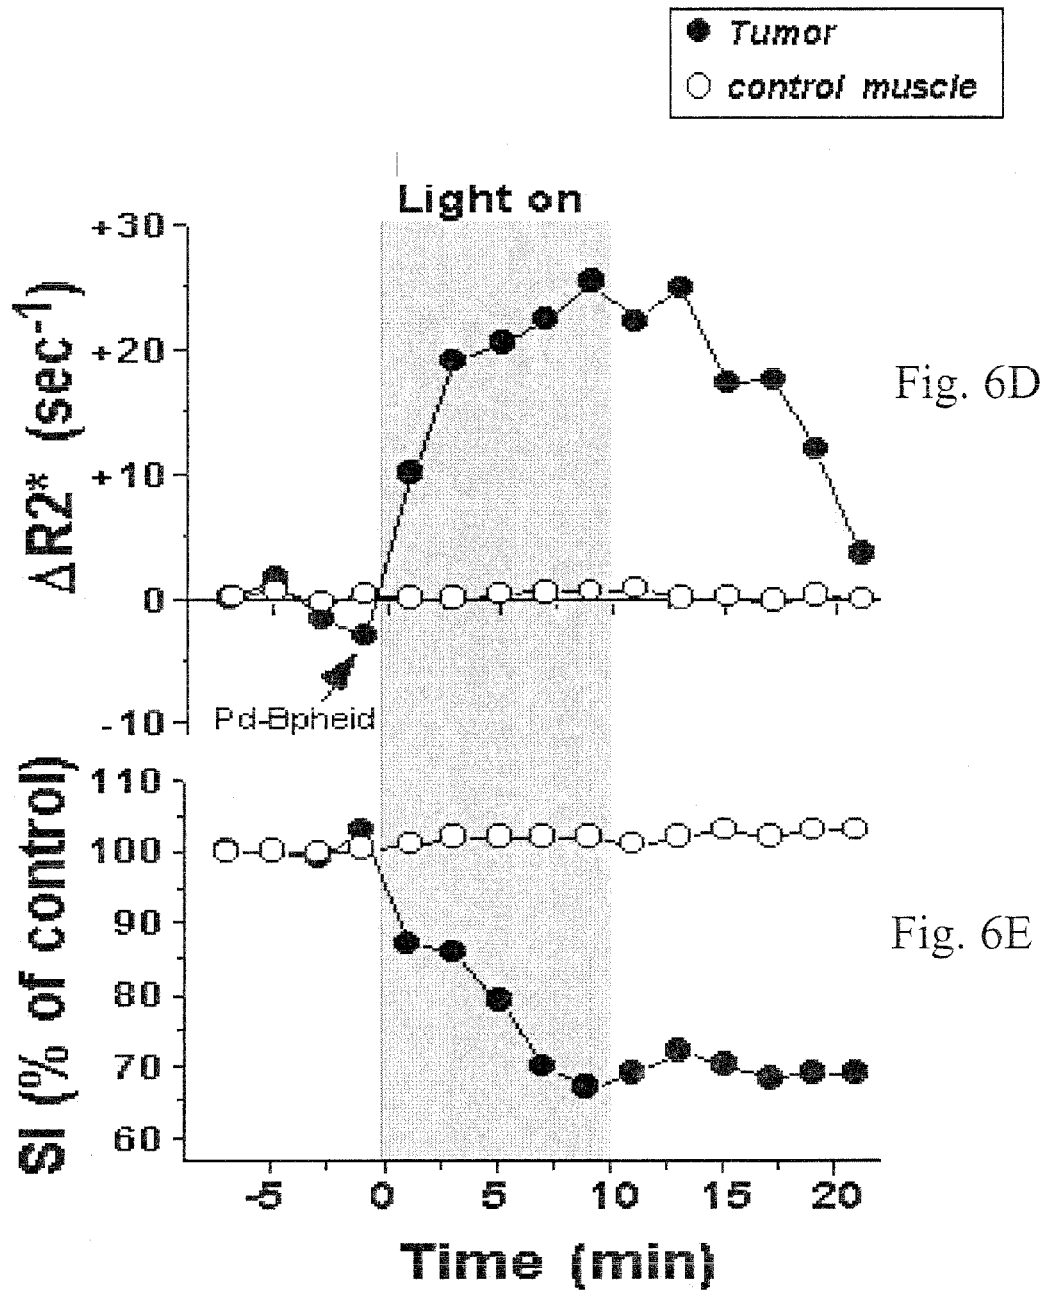 Tumor
control muscle
Light on
ΔR2* (sec-1)
+30
+20
+10
0
-10
Pd-Bpheid
Fig. 6D
SI (% of control)
110
100
90
80
70
60
Fig. 6E
-5 0 5 10 15 20
Time (min)